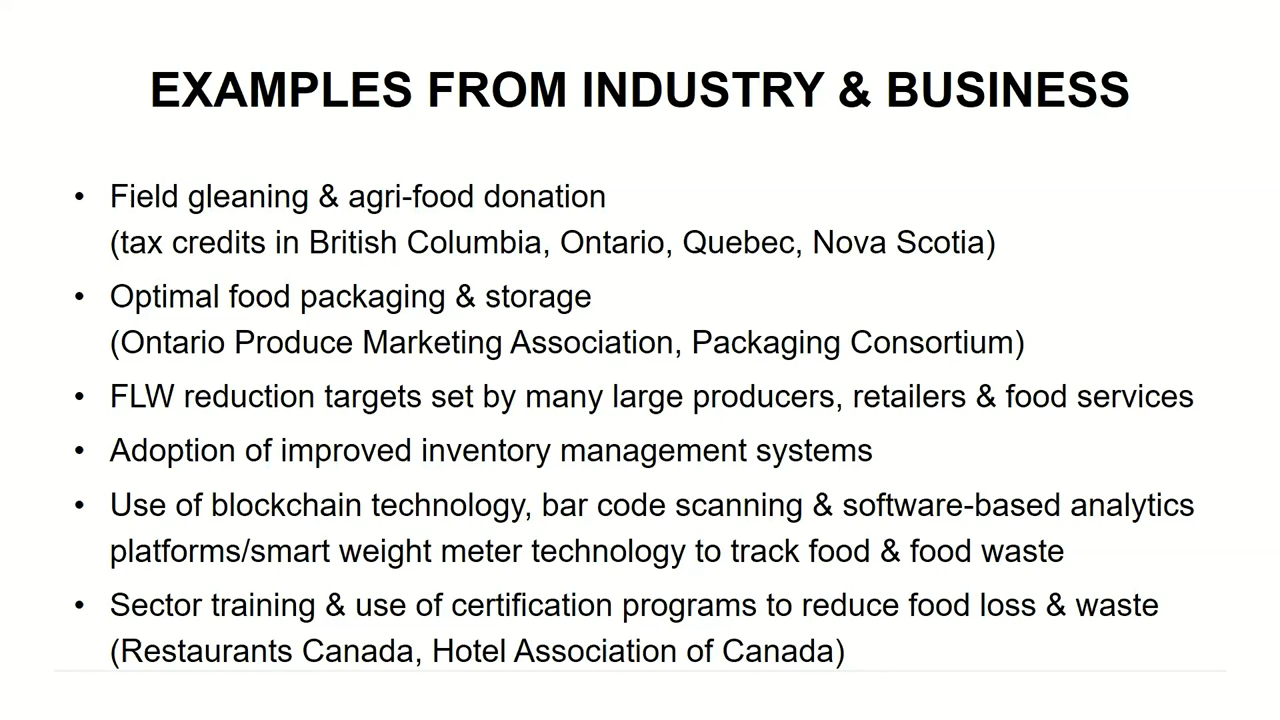 EXAMPLES FROM INDUSTRY & BUSINESS
• Field gleaning & agri-food donation
(tax credits in British Columbia, Ontario, Quebec, Nova Scotia)
• Optimal food packaging & storage
(Ontario Produce Marketing Association, Packaging Consortium)
• FLW reduction targets set by many large producers, retailers & food services
• Adoption of improved inventory management systems
• Use of blockchain technology, bar code scanning & software-based analytics
platforms/smart weight meter technology to track food & food waste
• Sector training & use of certification programs to reduce food loss & waste
(Restaurants Canada, Hotel Association of Canada)